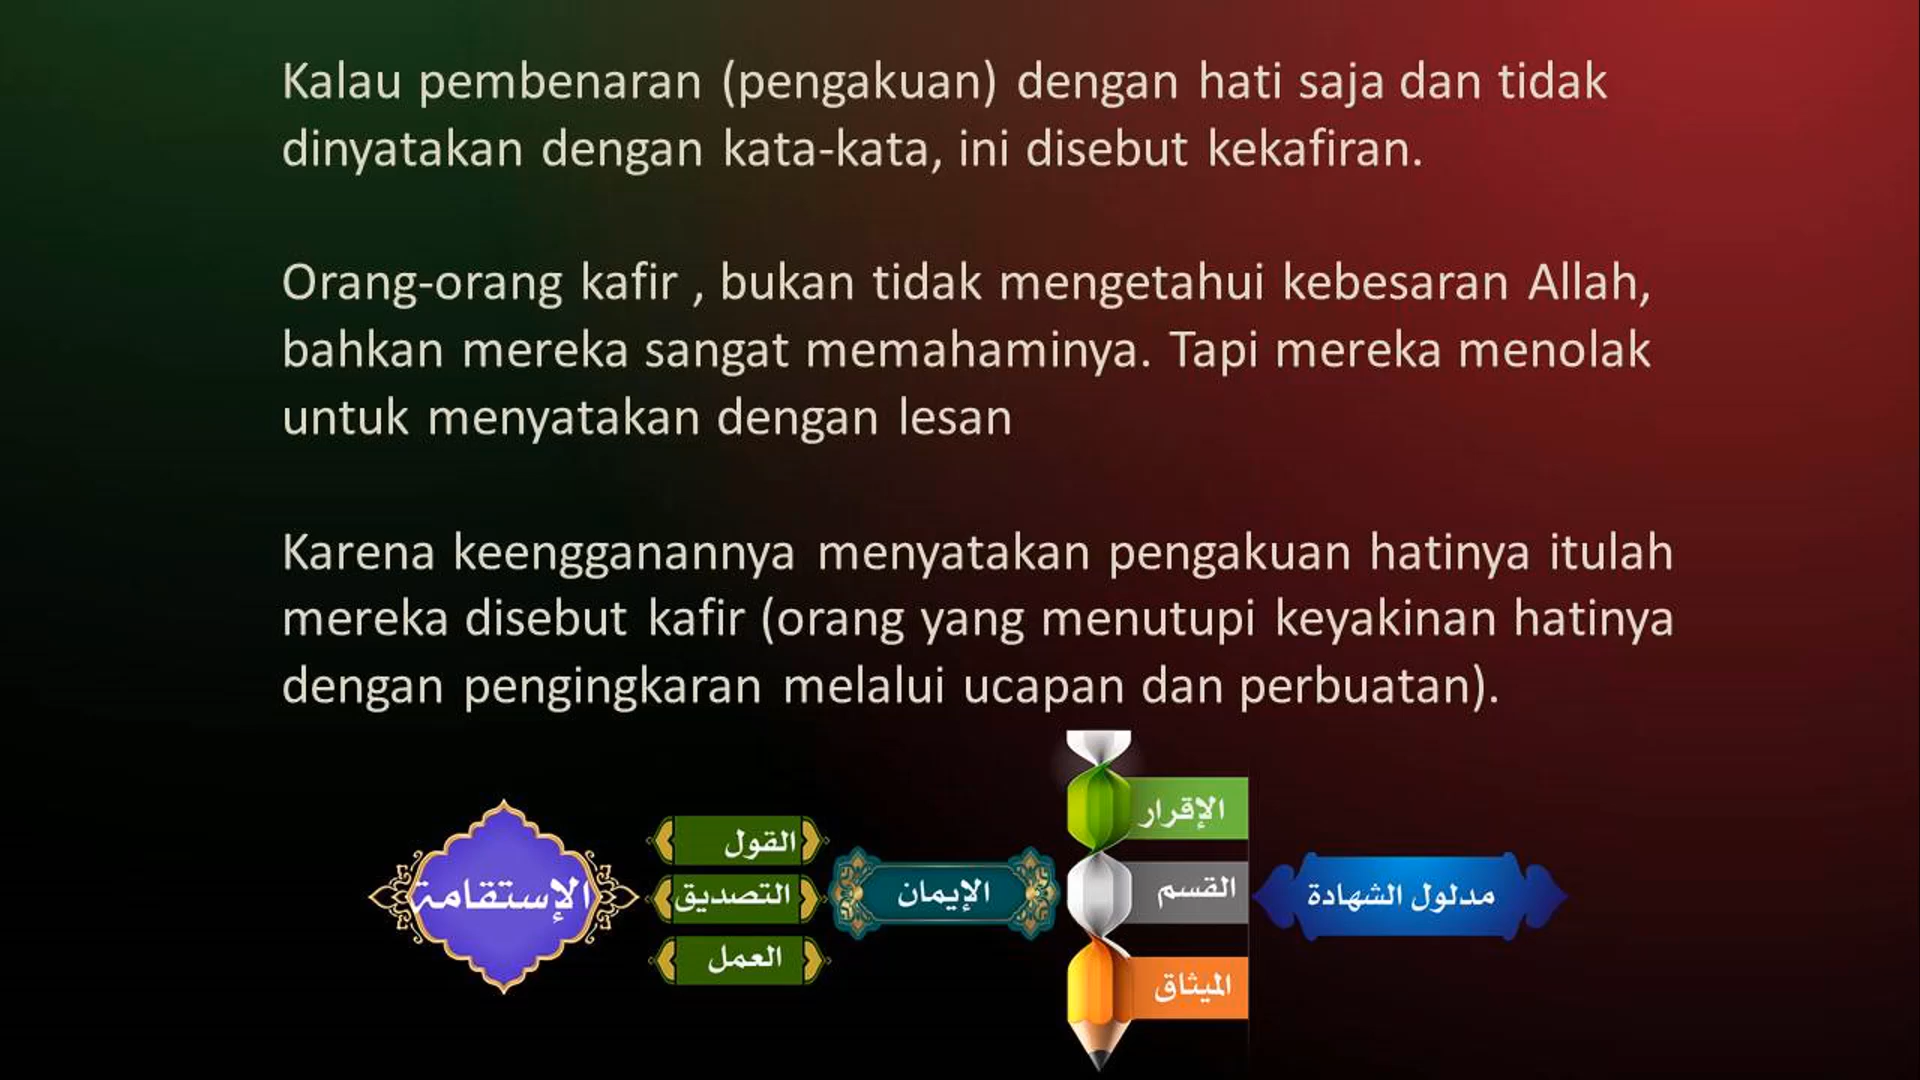 Kalau pembenaran (pengakuan) dengan hati saja dan tidak
dinyatakan dengan kata-kata, ini disebut kekafiran.
Orang-orang kafir , bukan tidak mengetahui kebesaran Allah,
bahkan mereka sangat memahaminya. Tapi mereka menolak
untuk menyatakan dengan lesan
Karena keengganannya menyatakan pengakuan hatinya itulah
mereka disebut kafir (orang yang menutupi keyakinan hatinya
dengan pengingkaran melalui ucapan dan perbuatan).
مدلول الشهادة
الإقرار
القسم
الميثاق
الإيمان
القول
التصديق
العمل
الإستقامة